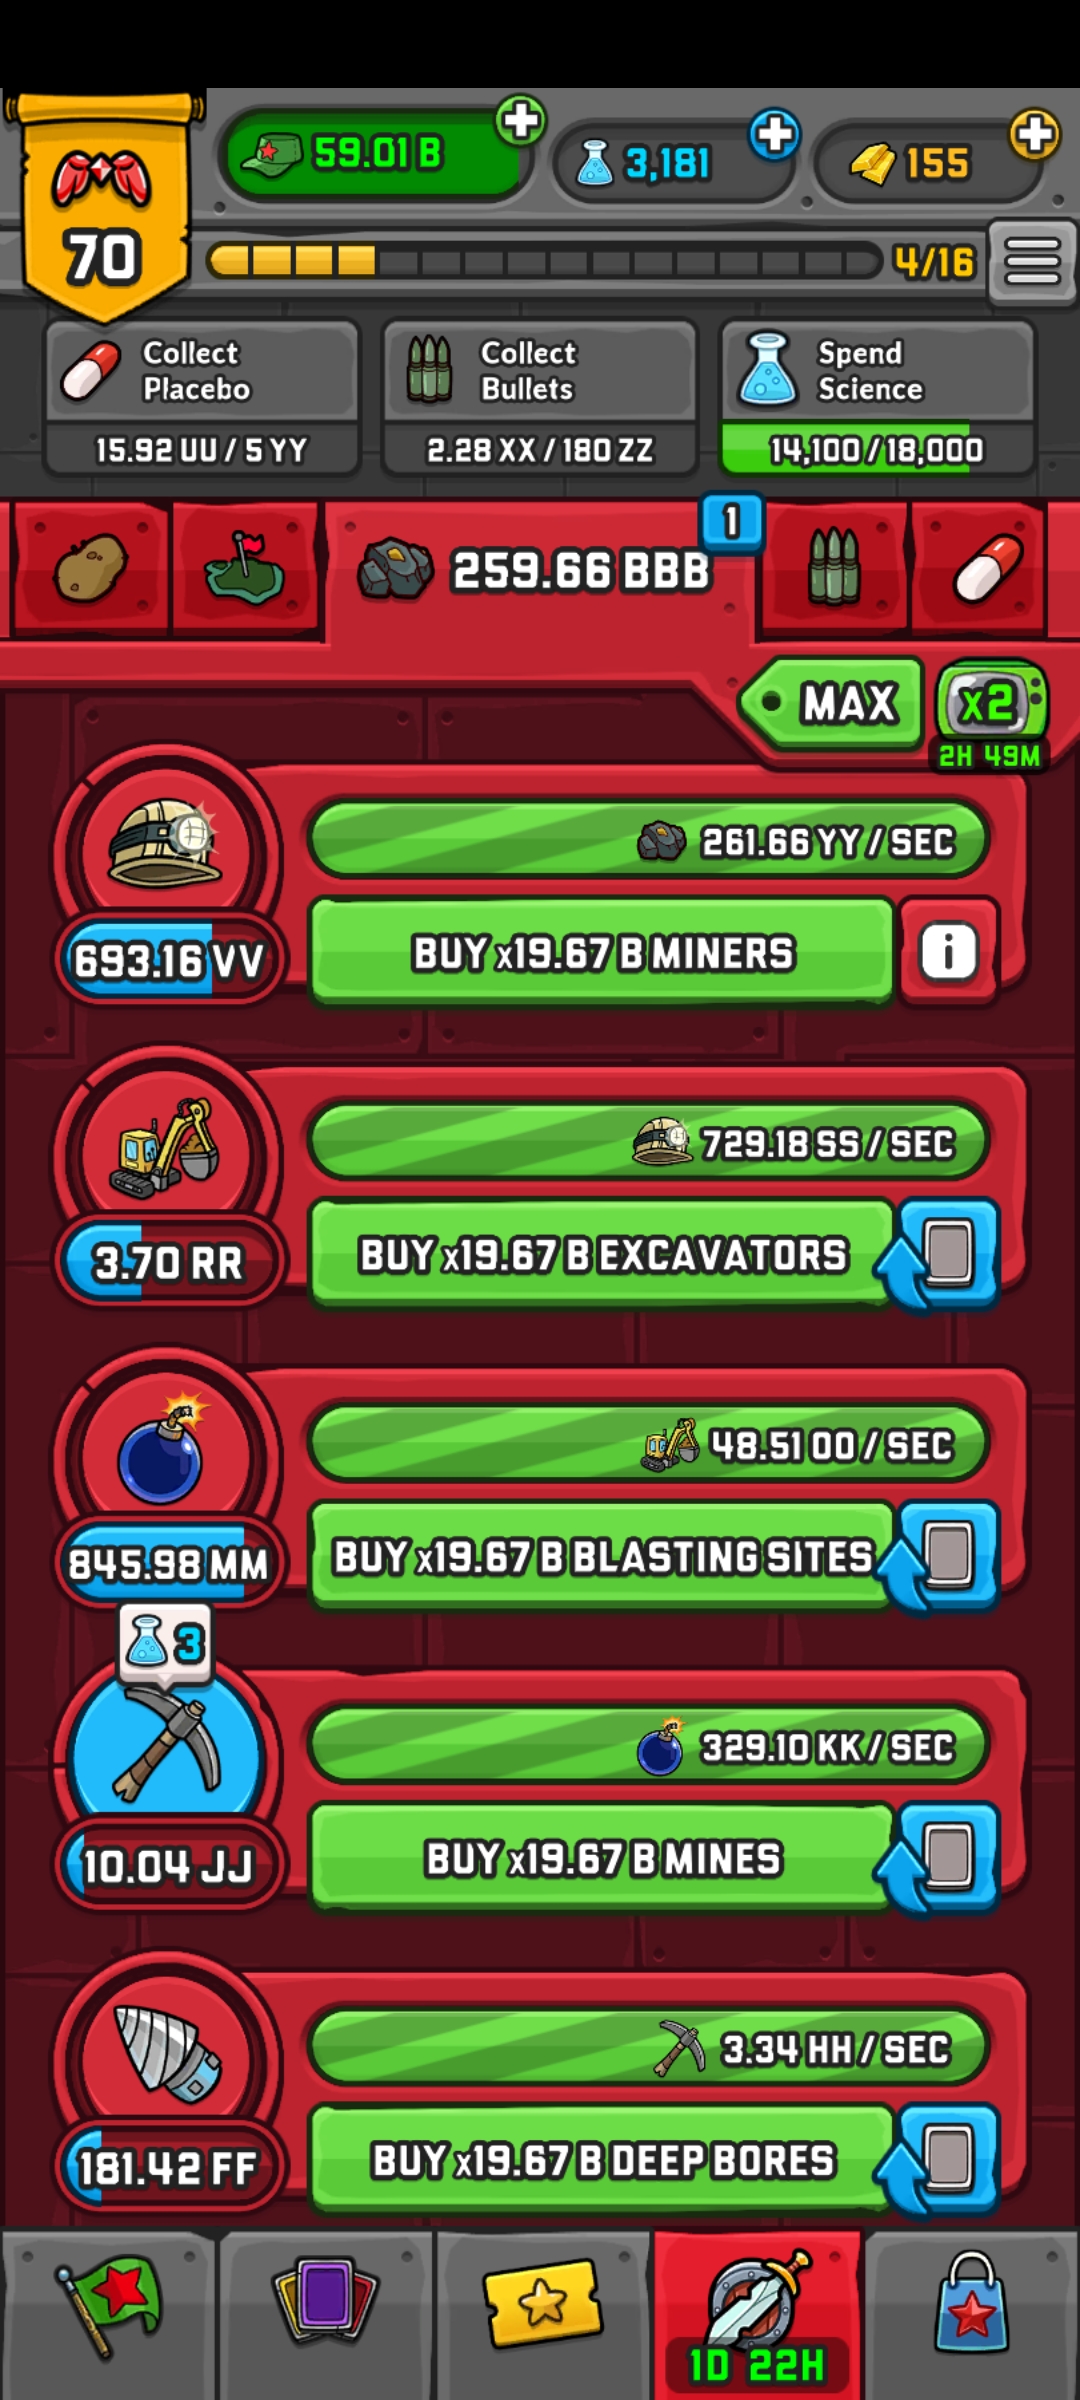 59.01 B
3,181
155
70
4/16
Collect
Placebo
15.92 UU / 5 YY
Collect
Bullets
2.28 XX / 180 ZZ
Spend
Science
14,100 / 18,000
259.66 BBB
1
MAX
x2
2H 49M
261.66 YY / SEC
693.16 VV
BUY x19.67 B MINERS
i
729.18 SS / SEC
3.70 RR
BUY x19.67 B EXCAVATORS
48.51 OO / SEC
845.98 MM
BUY x19.67 B BLASTING SITES
3
329.10 KK / SEC
10.04 JJ
BUY x19.67 B MINES
3.34 HH / SEC
181.42 FF
BUY x19.67 B DEEP BORES
1D 22H